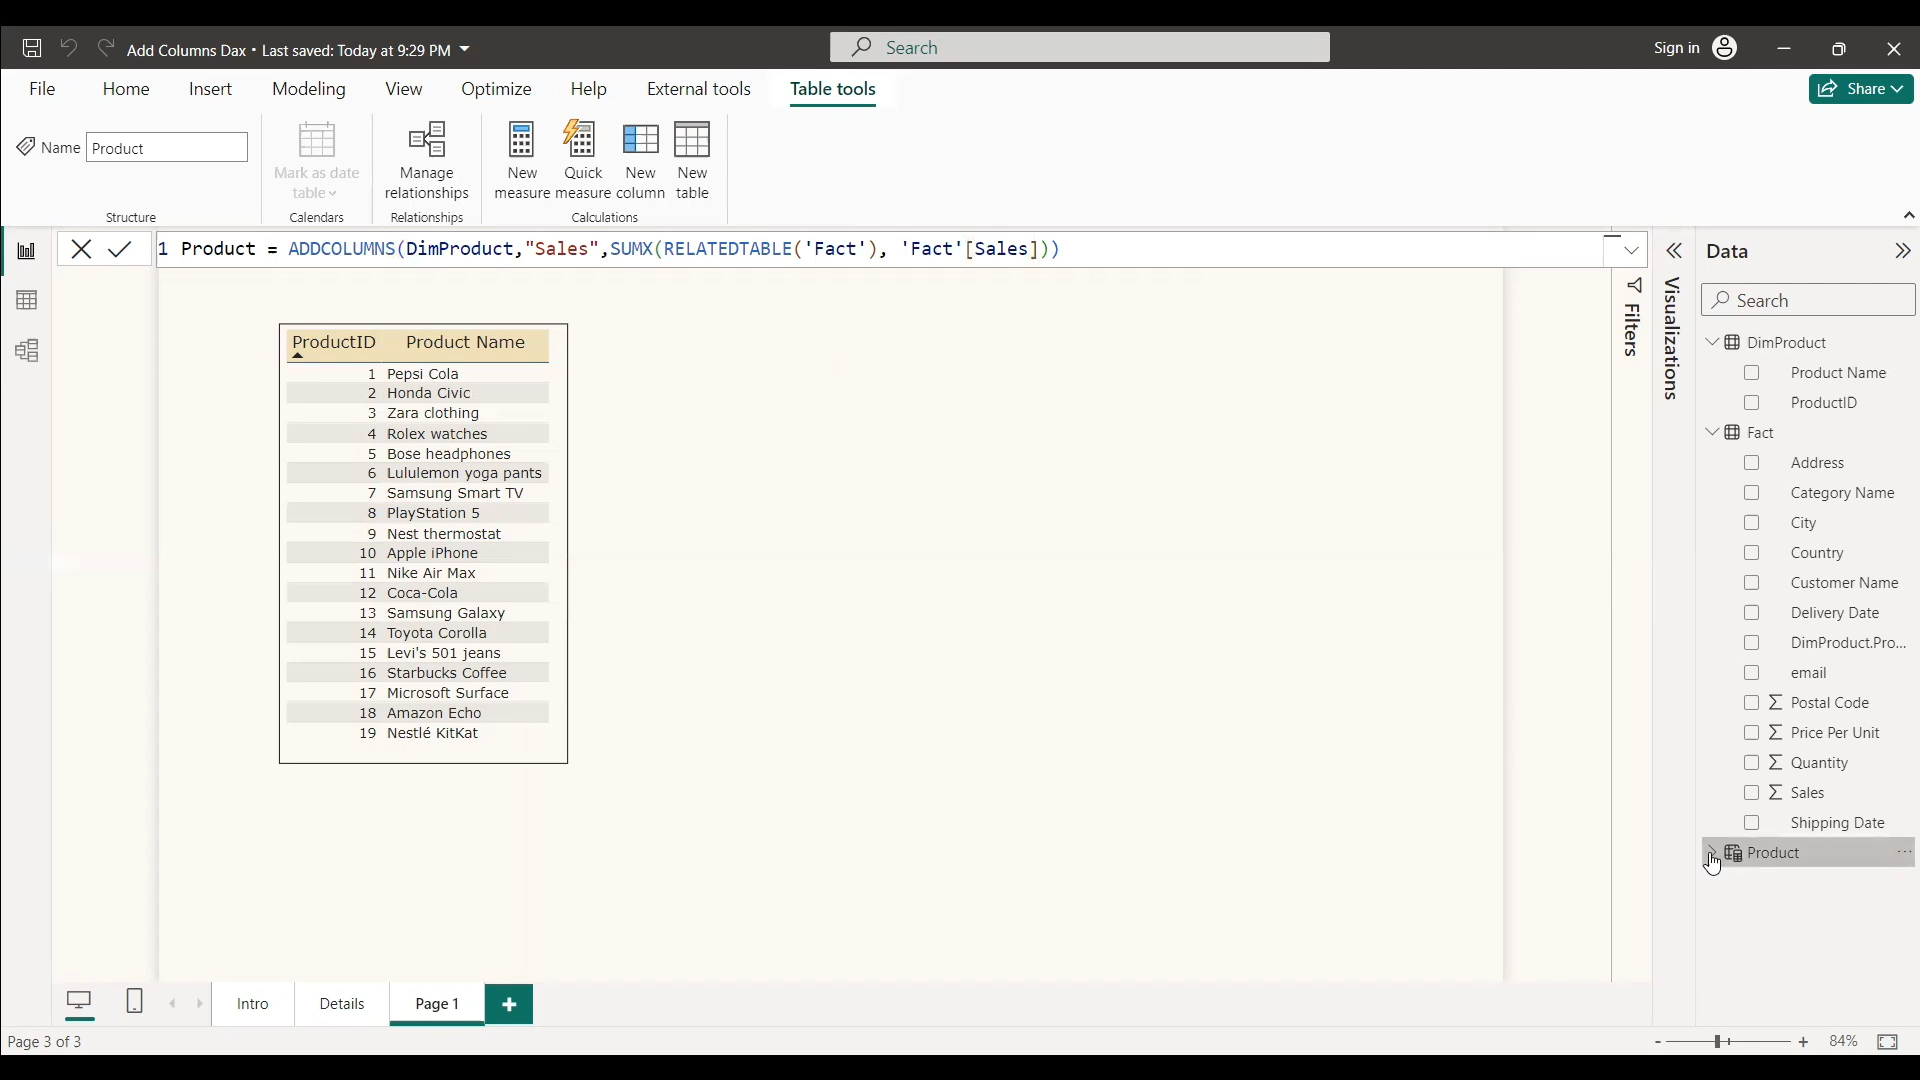 Add Columns Dax • Last saved: Today at 9:29 PM
Search
Sign in
File Home Insert Modeling View Optimize Help External tools Table tools
Share
Name Product
Mark as date table
Manage relationships
New measure
Quick measure
New column
New table
Structure
Calendars
Relationships
Calculations
1 Product = ADDCOLUMNS(DimProduct,"Sales",SUMX(RELATEDTABLE('Fact'), 'Fact'[Sales]))
ProductID Product Name
1 Pepsi Cola
2 Honda Civic
3 Zara clothing
4 Rolex watches
5 Bose headphones
6 Lululemon yoga pants
7 Samsung Smart TV
8 PlayStation 5
9 Nest thermostat
10 Apple iPhone
11 Nike Air Max
12 Coca-Cola
13 Samsung Galaxy
14 Toyota Corolla
15 Levi's 501 jeans
16 Starbucks Coffee
17 Microsoft Surface
18 Amazon Echo
19 Nestlé KitKat
Filters
Visualizations
Data
Search
DimProduct
Product Name
ProductID
Fact
Address
Category Name
City
Country
Customer Name
Delivery Date
DimProduct.Pro...
email
Σ Postal Code
Σ Price Per Unit
Σ Quantity
Σ Sales
Shipping Date
Product ...
Intro
Details
Page 1
+
Page 3 of 3
- + 84%